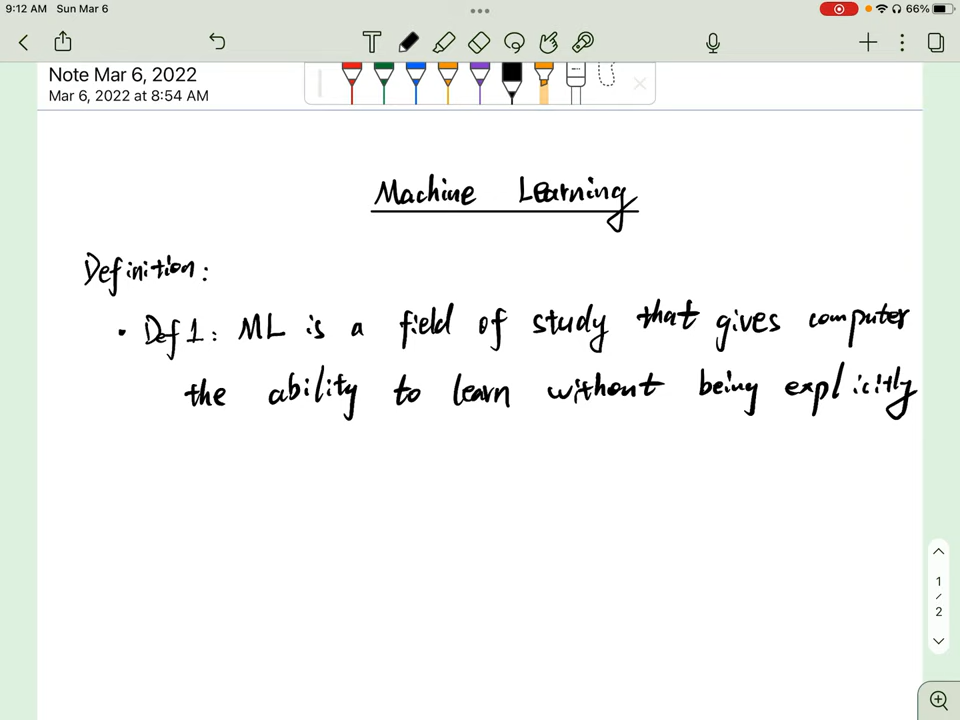 9:12 AM Sun Mar 6
66%
T
Note Mar 6, 2022
Mar 6, 2022 at 8:54 AM
Machine Learning
Definition:
• Def 1: ML is a field of study that gives computer
the ability to learn without being explicitly
1
/
2